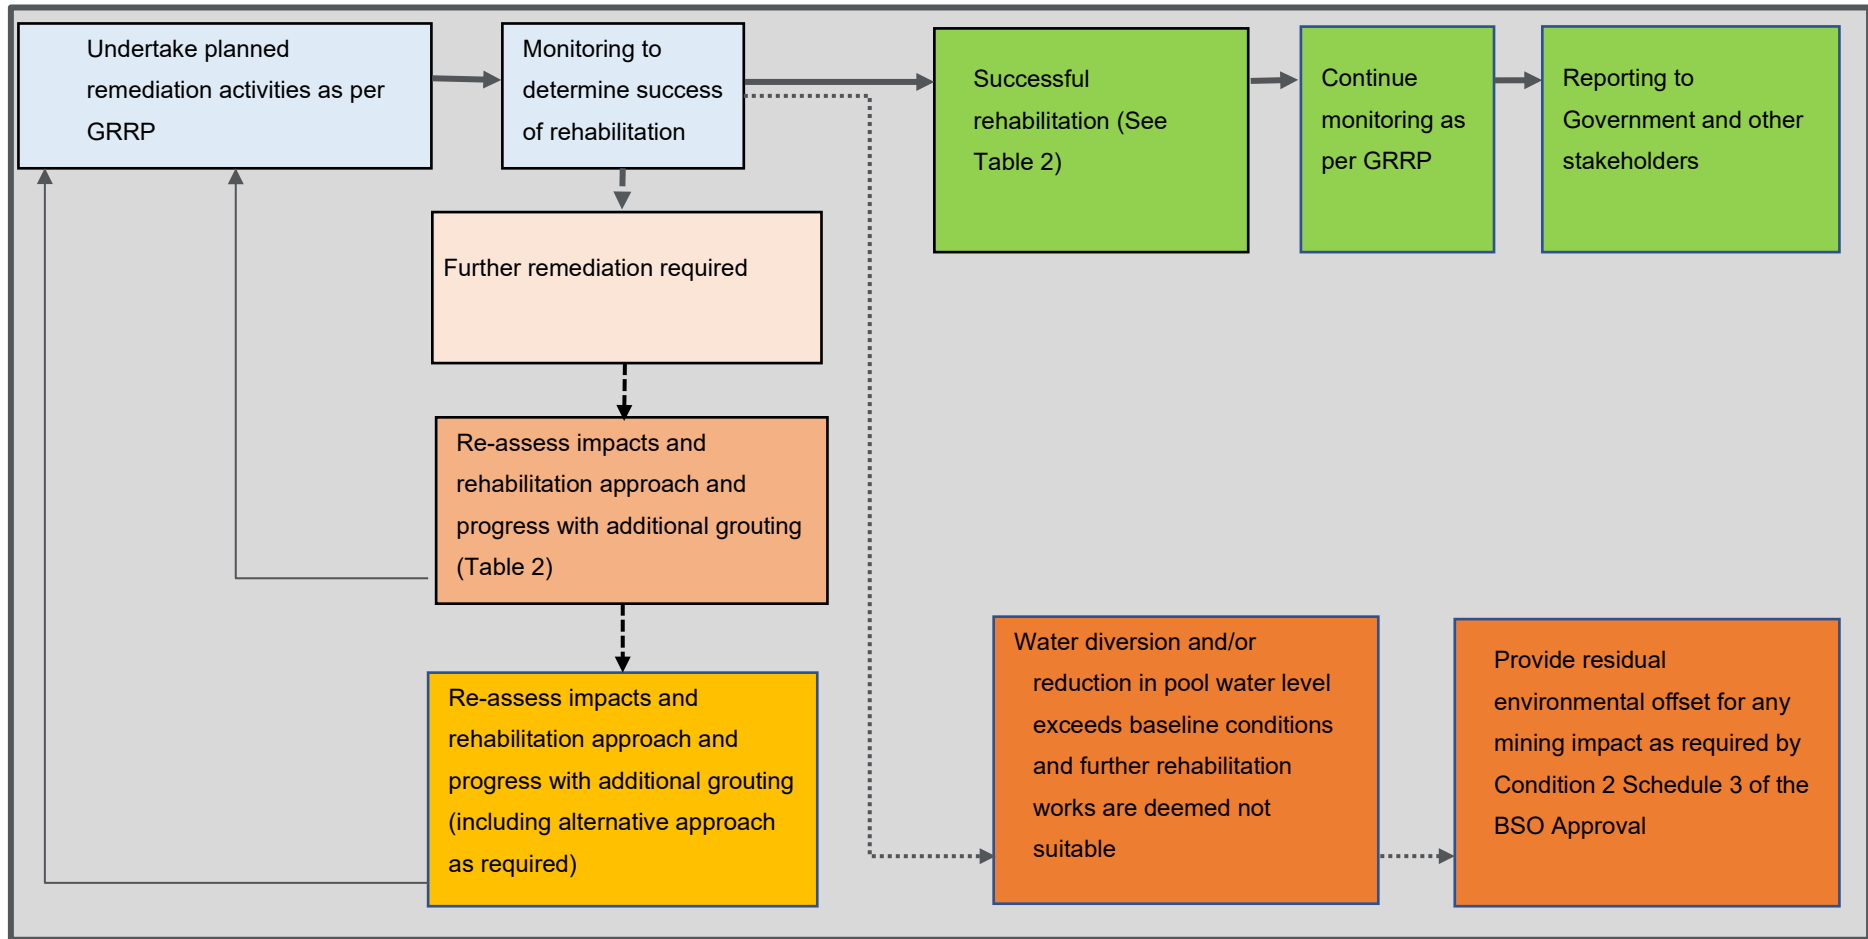 Undertake planned
remediation activities as per
GRRP
Monitoring to
determine success
of rehabilitation
Successful
rehabilitation (See
Table 2)
Continue
monitoring as
per GRRP
Reporting to
Government and other
stakeholders
Further remediation required
Re-assess impacts and
rehabilitation approach and
progress with additional grouting
(Table 2)
Re-assess impacts and
rehabilitation approach and
progress with additional grouting
(including alternative approach
as required)
Water diversion and/or
reduction in pool water level
exceeds baseline conditions
and further rehabilitation
works are deemed not
suitable
Provide residual
environmental offset for any
mining impact as required by
Condition 2 Schedule 3 of the
BSO Approval